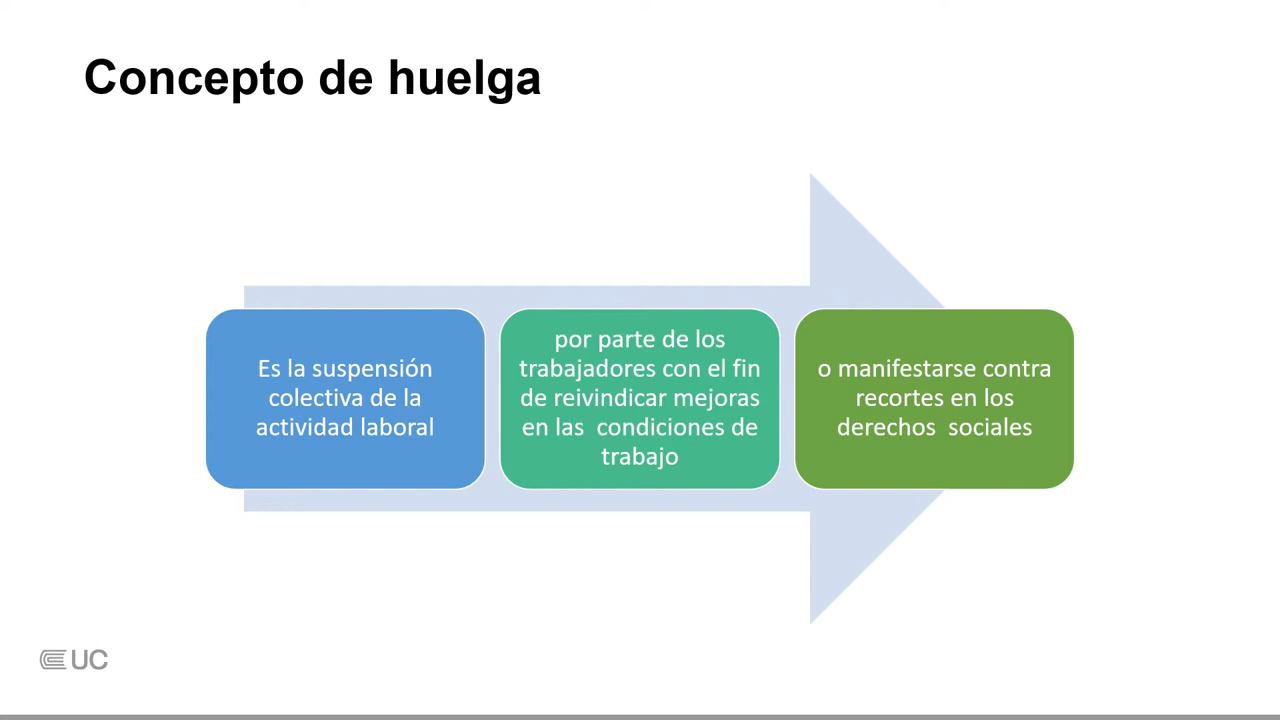 Concepto de huelga
Es la suspensión
colectiva de la
actividad laboral
por parte de los
trabajadores con el fin
de reivindicar mejoras
en las  condiciones de
trabajo
o manifestarse contra
recortes en los
derechos  sociales
UC